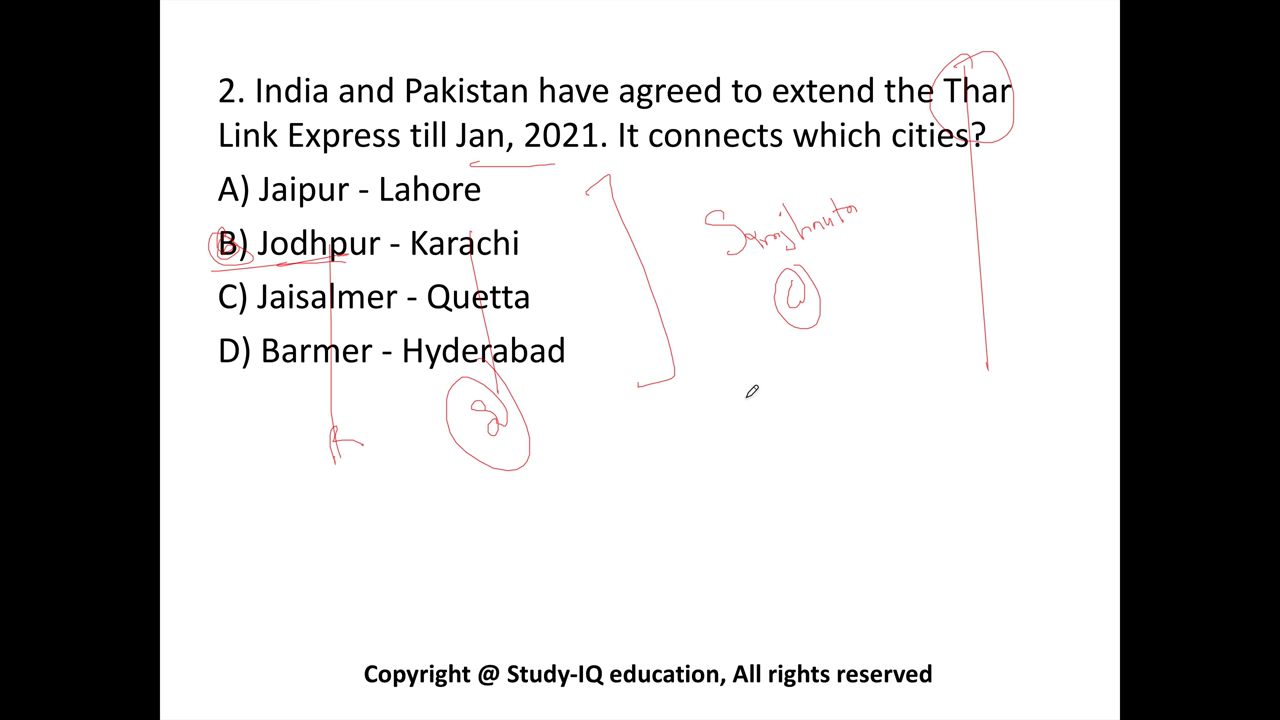 2. India and Pakistan have agreed to extend the Thar
Link Express till Jan, 2021. It connects which cities?
A) Jaipur - Lahore
B) Jodhpur - Karachi
C) Jaisalmer - Quetta
D) Barmer - Hyderabad
Copyright @ Study-IQ education, All rights reserved